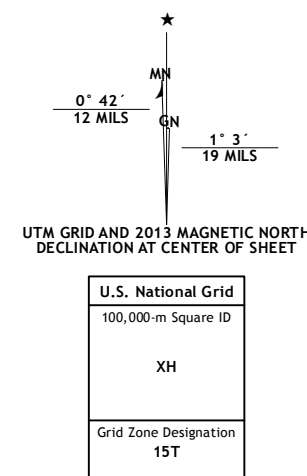 ★
MN
GN
0° 42´
12 MILS
1° 3´
19 MILS
UTM GRID AND 2013 MAGNETIC NORTH
DECLINATION AT CENTER OF SHEET
U.S. National Grid
100,000-m Square ID
XH
Grid Zone Designation
15T